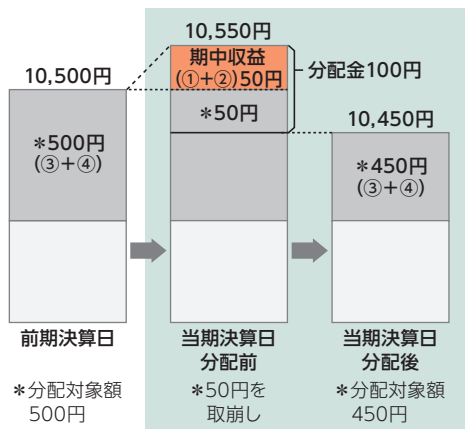 10,500円
*500円
(③+④)
前期決算日
*分配対象額
500円
10,550円
期中収益
(①+②)50円
*50円
分配金100円
当期決算日
分配前
*50円を
取崩し
10,450円
*450円
(③+④)
当期決算日
分配後
*分配対象額
450円